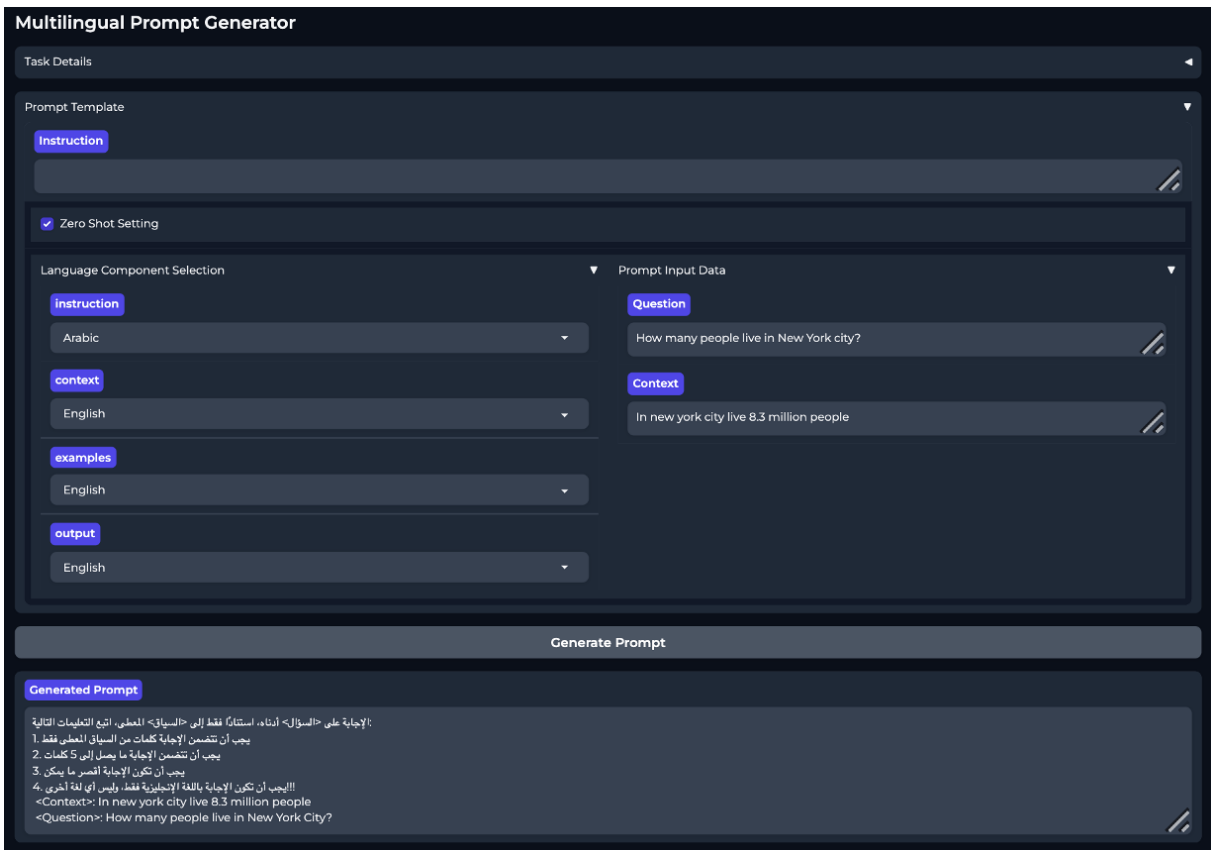 Multilingual Prompt Generator
Task Details
Prompt Template
Instruction
Zero Shot Setting
Language Component Selection
instruction
Arabic
context
English
examples
English
output
English
Prompt Input Data
Question
How many people live in New York city?
Context
In new york city live 8.3 million people
Generate Prompt
Generated Prompt
الإجابة على <السؤال> أدناه، استنادًا فقط إلى <السياق> المعطى، اتبع التعليمات التالية:
1. يجب أن تتضمن الإجابة كلمات من السياق المعطى فقط
2. يجب أن تتضمن الإجابة ما يصل إلى 5 كلمات
3. يجب أن تكون الإجابة أقصر ما يمكن
4. يجب أن تكون الإجابة باللغة الإنجليزية فقط، وليس أي لغة أخرى!!!
<Context>: In new york city live 8.3 million people
<Question>: How many people live in New York City?